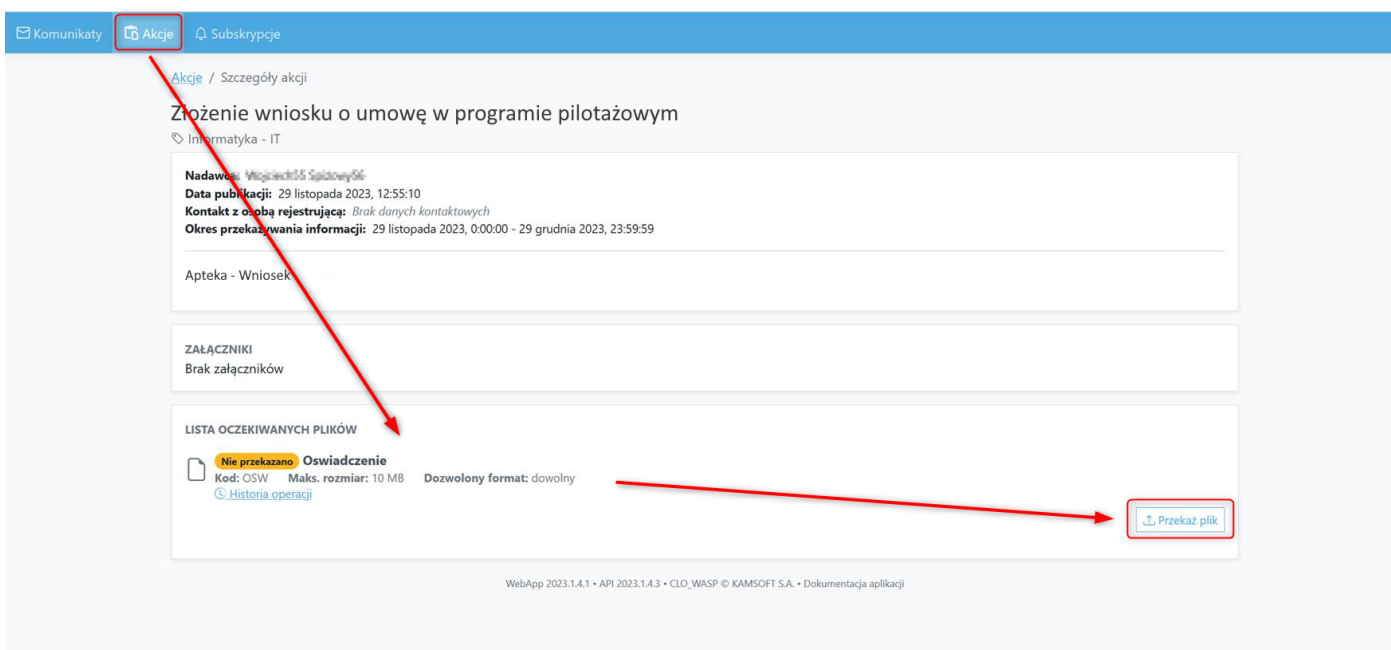 Komunikaty Akcje Subskrypcje
Akcje / Szczegóły akcji
Złożenie wniosku o umowę w programie pilotażowym
Informatyka - IT
Nadawca:
Data publikacji: 29 listopada 2023, 12:55:10
Kontakt z osobą rejestrującą: Brak danych kontaktowych
Okres przekazywania informacji: 29 listopada 2023, 0:00:00 - 29 grudnia 2023, 23:59:59
Apteka - Wniosek
ZAŁĄCZNIKI
Brak załączników
LISTA OCZEKIWANYCH PLIKÓW
Nie przekazano Oswiadczenie
Kod: OSW Maks. rozmiar: 10 MB Dozwolony format: dowolny
Historia operacji
Przekaż plik
WebApp 2023.1.4.1 • API 2023.1.4.3 • CLO_WASP © KAMSOFT S.A. • Dokumentacja aplikacji